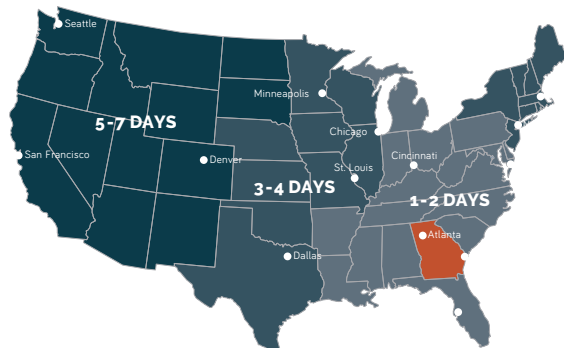 Seattle
Minneapolis
5-7 DAYS
Chicago
San Francisco
Denver
Cincinnati
St. Louis
3-4 DAYS
1-2 DAYS
Atlanta
Dallas